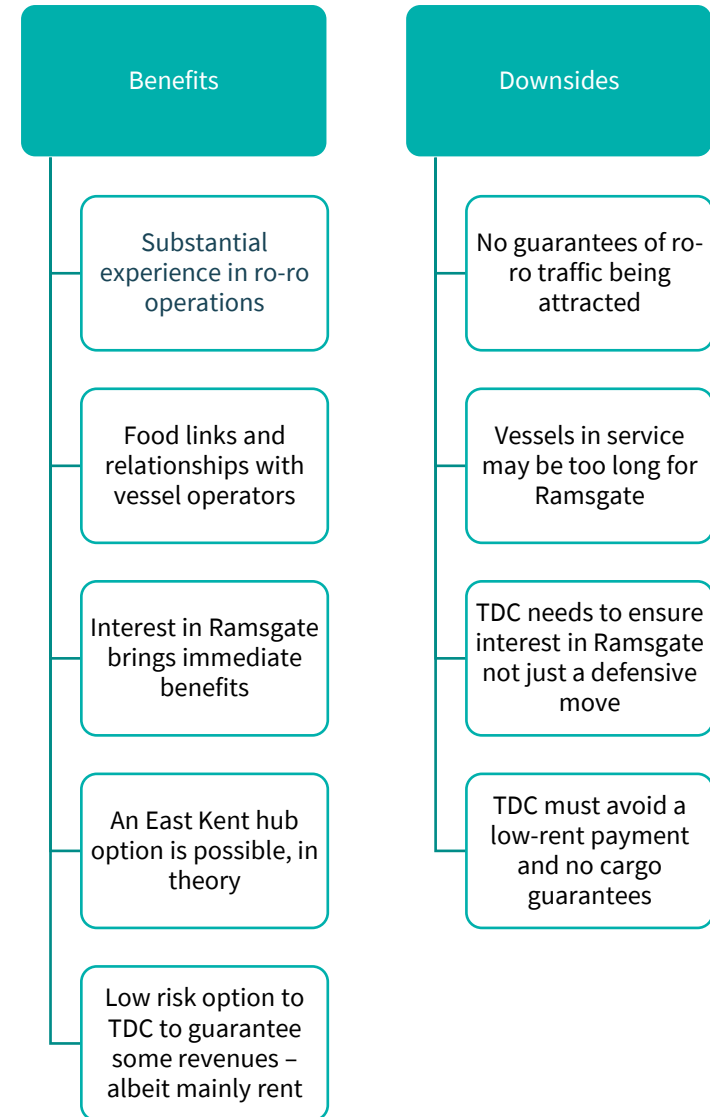 Benefits
Substantial
experience in ro-ro
operations
Food links and
relationships with
vessel operators
Interest in Ramsgate
brings immediate
benefits
An East Kent hub
option is possible, in
theory
Low risk option to
TDC to guarantee
some revenues –
albeit mainly rent
Downsides
No guarantees of ro-
ro traffic being
attracted
Vessels in service
may be too long for
Ramsgate
TDC needs to ensure
interest in Ramsgate
not just a defensive
move
TDC must avoid a
low-rent payment
and no cargo
guarantees